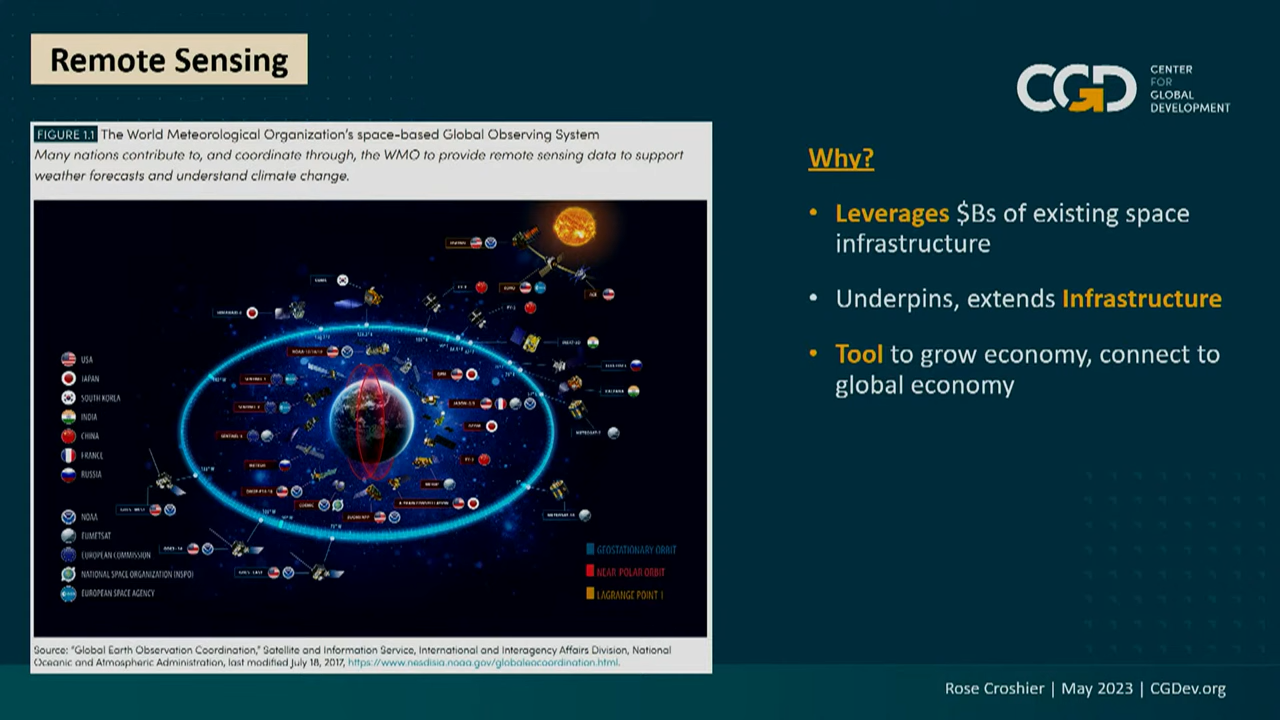 Remote Sensing
CGD
CENTER
FOR
GLOBAL
DEVELOPMENT
FIGURE 1.1 The World Meteorological Organization's space-based Global Observing System
Many nations contribute to, and coordinate through, the WMO to provide remote sensing data to support
weather forecasts and understand climate change.
USA
JAPAN
SOUTH KOREA
INDIA
CHINA
FRANCE
RUSSIA
NOAA
EUMETSAT
EUROPEAN COMMISSION
NATIONAL SPACE ORGANIZATION (NSPO)
EUROPEAN SPACE AGENCY
GEOSTATIONARY ORBIT
NEAR POLAR ORBIT
LAGRANGE POINT 1
Source: "Global Earth Observation Coordination," Satellite and Information Service, International and Interagency Affairs Division, National
Oceanic and Atmospheric Administration, last modified July 18, 2017, https://www.nesdisia.noaa.gov/globaleocoordination.html.
Why?
• Leverages $Bs of existing space
infrastructure
• Underpins, extends Infrastructure
• Tool to grow economy, connect to
global economy
Rose Croshier | May 2023 | CGDev.org